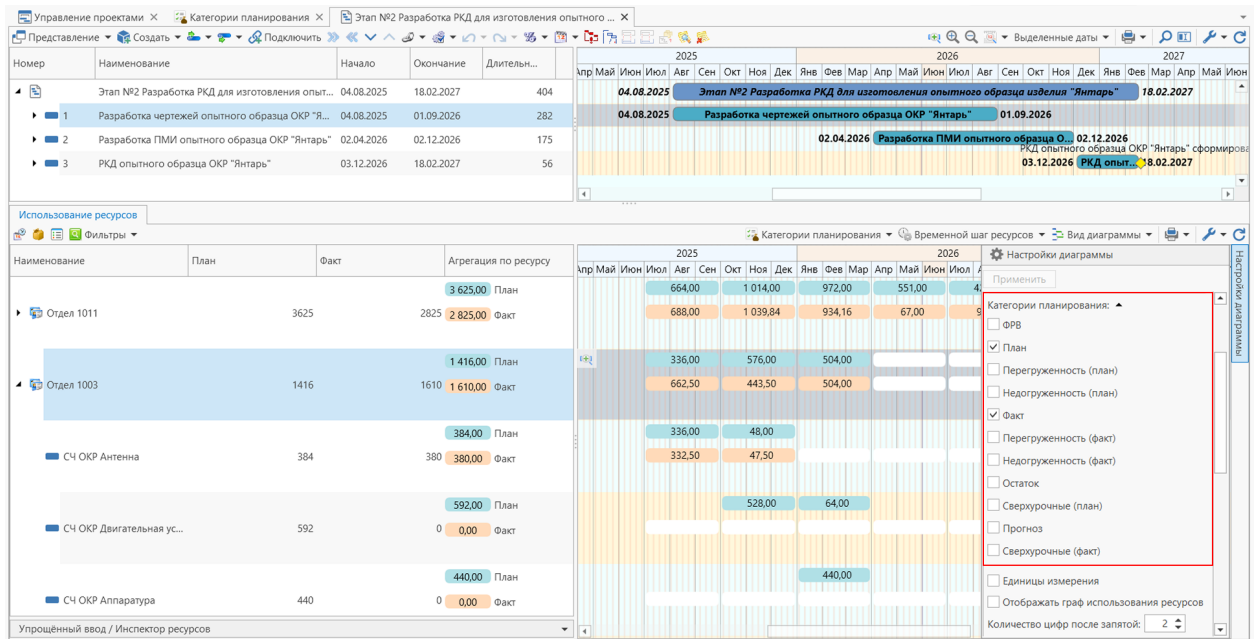 Управление проектами
Категории планирования
Этап №2 Разработка РКД для изготовления опытного ...
Представление Создать Подключить Выделенные даты
Номер Наименование Начало Окончание Длительн...
2025 2026 2027
Апр Май Июн Июл Авг Сен Окт Ноя Дек Янв Фев Мар Апр Май Июн Июл Авг Сен Окт Ноя Дек Янв Фев Мар Апр Май Июн
Этап №2 Разработка РКД для изготовления опыт... 04.08.2025 18.02.2027 404
04.08.2025 Этап №2 Разработка РКД для изготовления опытного образца изделия "Янтарь" 18.02.2027
1 Разработка чертежей опытного образца ОКР "Я... 04.08.2025 01.09.2026 282
04.08.2025 Разработка чертежей опытного образца ОКР "Янтарь" 01.09.2026
2 Разработка ПМИ опытного образца ОКР "Янтарь" 02.04.2026 02.12.2026 175
02.04.2026 Разработка ПМИ опытного образца О... 02.12.2026
РКД опытного образца ОКР "Янтарь" сформирова
3 РКД опытного образца ОКР "Янтарь" 03.12.2026 18.02.2027 56
03.12.2026 РКД опыт... 18.02.2027
Использование ресурсов
Фильтры Категории планирования Временной шаг ресурсов Вид диаграммы
Наименование План Факт Агрегация по ресурсу
2025 2026
Апр Май Июн Июл Авг Сен Окт Ноя Дек Янв Фев Мар Апр Май Июн Июл
3 625,00 План 664,00 1 014,00 972,00 551,00
Отдел 1011 3625 2825 2 825,00 Факт 688,00 1 039,84 934,16 67,00
1 416,00 План 336,00 576,00 504,00
Отдел 1003 1416 1610 1 610,00 Факт 662,50 443,50 504,00
384,00 План 336,00 48,00
СЧ ОКР Антенна 384 380 380,00 Факт 332,50 47,50
592,00 План 528,00 64,00
СЧ ОКР Двигательная ус... 592 0 0,00 Факт
440,00 План 440,00
СЧ ОКР Аппаратура 440 0 0,00 Факт
Упрощённый ввод / Инспектор ресурсов
Настройки диаграммы
Применить
Категории планирования:
ФРВ
План
Перегруженность (план)
Недогруженность (план)
Факт
Перегруженность (факт)
Недогруженность (факт)
Остаток
Сверхурочные (план)
Прогноз
Сверхурочные (факт)
Единицы измерения
Отображать граф использования ресурсов
Количество цифр после запятой: 2
Настройки диаграммы